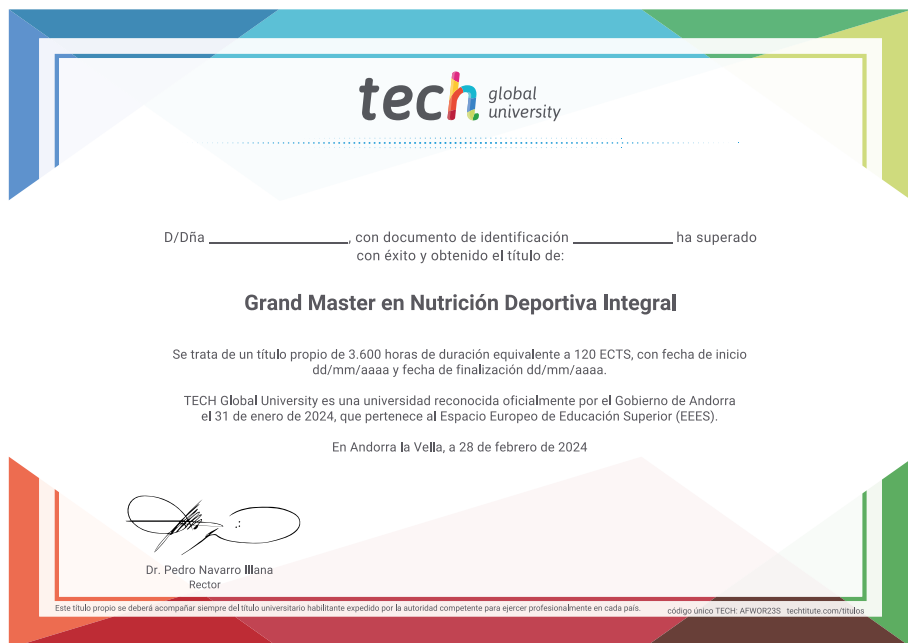 tech global university
D/Dña ______________, con documento de identificación __________ ha superado
con éxito y obtenido el título de:
Grand Master en Nutrición Deportiva Integral
Se trata de un título propio de 3.600 horas de duración equivalente a 120 ECTS, con fecha de inicio
dd/mm/aaaa y fecha de finalización dd/mm/aaaa.
TECH Global University es una universidad reconocida oficialmente por el Gobierno de Andorra
el 31 de enero de 2024, que pertenece al Espacio Europeo de Educación Superior (EEES).
En Andorra la Vella, a 28 de febrero de 2024
Dr. Pedro Navarro Illana
Rector
Este título propio se deberá acompañar siempre del título universitario habilitante expedido por la autoridad competente para ejercer profesionalmente en cada país.
código único TECH: AFWOR23S techtitute.com/titulos